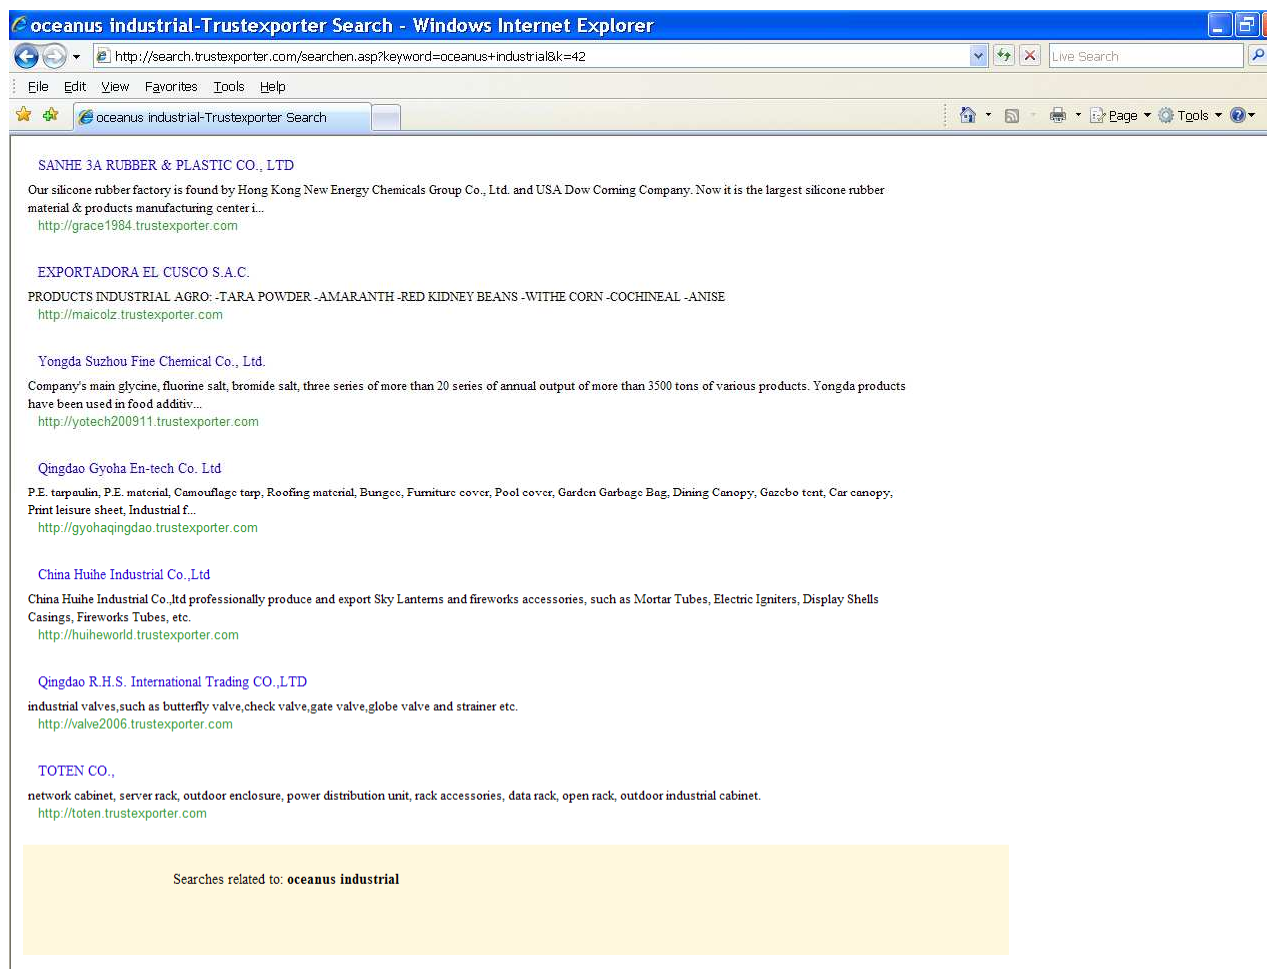 oceanus industrial-Trustexporter Search - Windows Internet Explorer
http://search.trustexporter.com/searchen.asp?keyword=oceanus+industrial&k=42
Live Search
File Edit View Favorites Tools Help
oceanus industrial-Trustexporter Search
Page Tools
SANHE 3A RUBBER & PLASTIC CO., LTD
Our silicone rubber factory is found by Hong Kong New Energy Chemicals Group Co., Ltd. and USA Dow Corning Company. Now it is the largest silicone rubber
material & products manufacturing center i...
http://grace1984.trustexporter.com
EXPORTADORA EL CUSCO S.A.C.
PRODUCTS INDUSTRIAL AGRO: -TARA POWDER -AMARANTH -RED KIDNEY BEANS -WITHE CORN -COCHINEAL -ANISE
http://maicolz.trustexporter.com
Yongda Suzhou Fine Chemical Co., Ltd.
Company's main glycine, fluorine salt, bromide salt, three series of more than 20 series of annual output of more than 3500 tons of various products. Yongda products
have been used in food additiv...
http://yotech200911.trustexporter.com
Qingdao Gyoha En-tech Co. Ltd
P.E. tarpaulin, P.E. material, Camouflage tarp, Roofing material, Bungee, Furniture cover, Pool cover, Garden Garbage Bag, Dining Canopy, Gazebo tent, Car canopy,
Print leisure sheet, Industrial f...
http://gyohaqingdao.trustexporter.com
China Huihe Industrial Co.,Ltd
China Huihe Industrial Co.,ltd professionally produce and export Sky Lanterns and fireworks accessories, such as Mortar Tubes, Electric Igniters, Display Shells
Casings, Fireworks Tubes, etc.
http://huiheworld.trustexporter.com
Qingdao R.H.S. International Trading CO.,LTD
industrial valves,such as butterfly valve,check valve,gate valve,globe valve and strainer etc.
http://valve2006.trustexporter.com
TOTEN CO.,
network cabinet, server rack, outdoor enclosure, power distribution unit, rack accessories, data rack, open rack, outdoor industrial cabinet.
http://toten.trustexporter.com
Searches related to: oceanus industrial